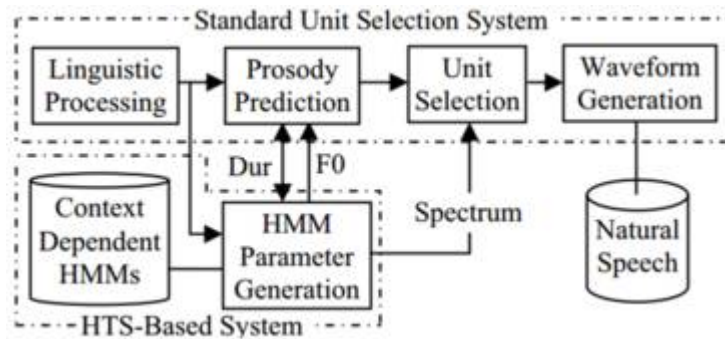 Standard Unit Selection System
Linguistic
Processing
Prosody
Prediction
Unit
Selection
Waveform
Generation
Dur
F0
Context
Dependent
HMMs
HMM
Parameter
Generation
Spectrum
Natural
Speech
HTS-Based System